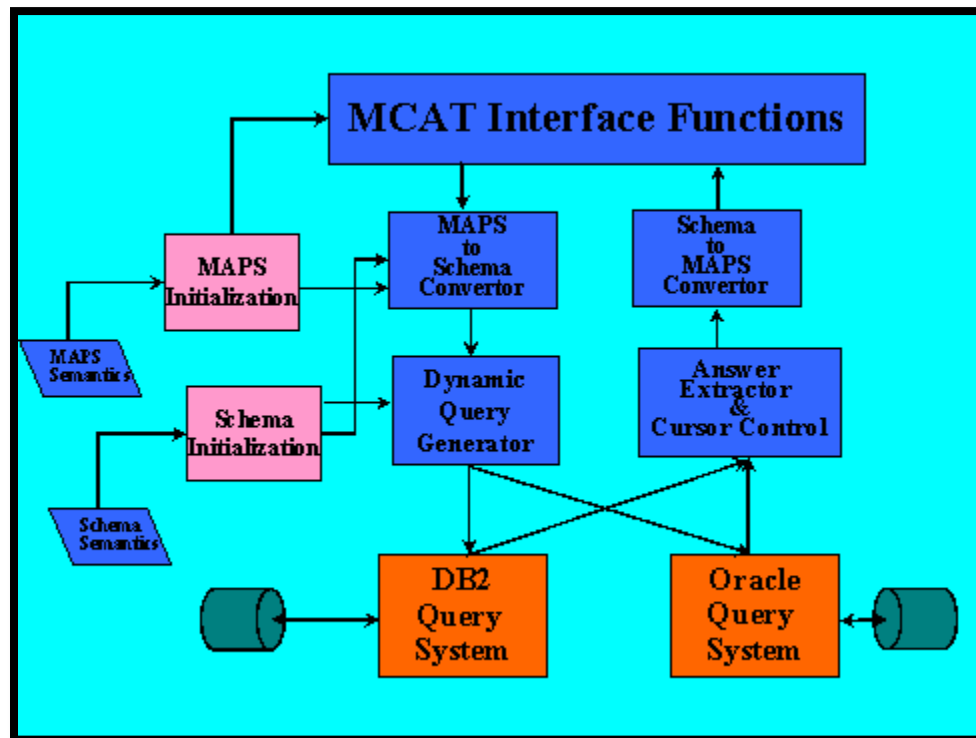 MCAT Interface Functions
MAPS
to
Schema
Convertor
Schema
to
MAPS
Convertor
MAPS
Initialization
MAPS
Semantics
Dynamic
Query
Generator
Answer
Extractor
&
Cursor Control
Schema
Initialization
Schema
Semantics
DB2
Query
System
Oracle
Query
System